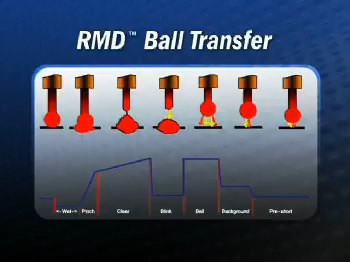 RMD™ Ball Transfer
<- Wet-> Pinch Clear Blink Ball Background Pre-short